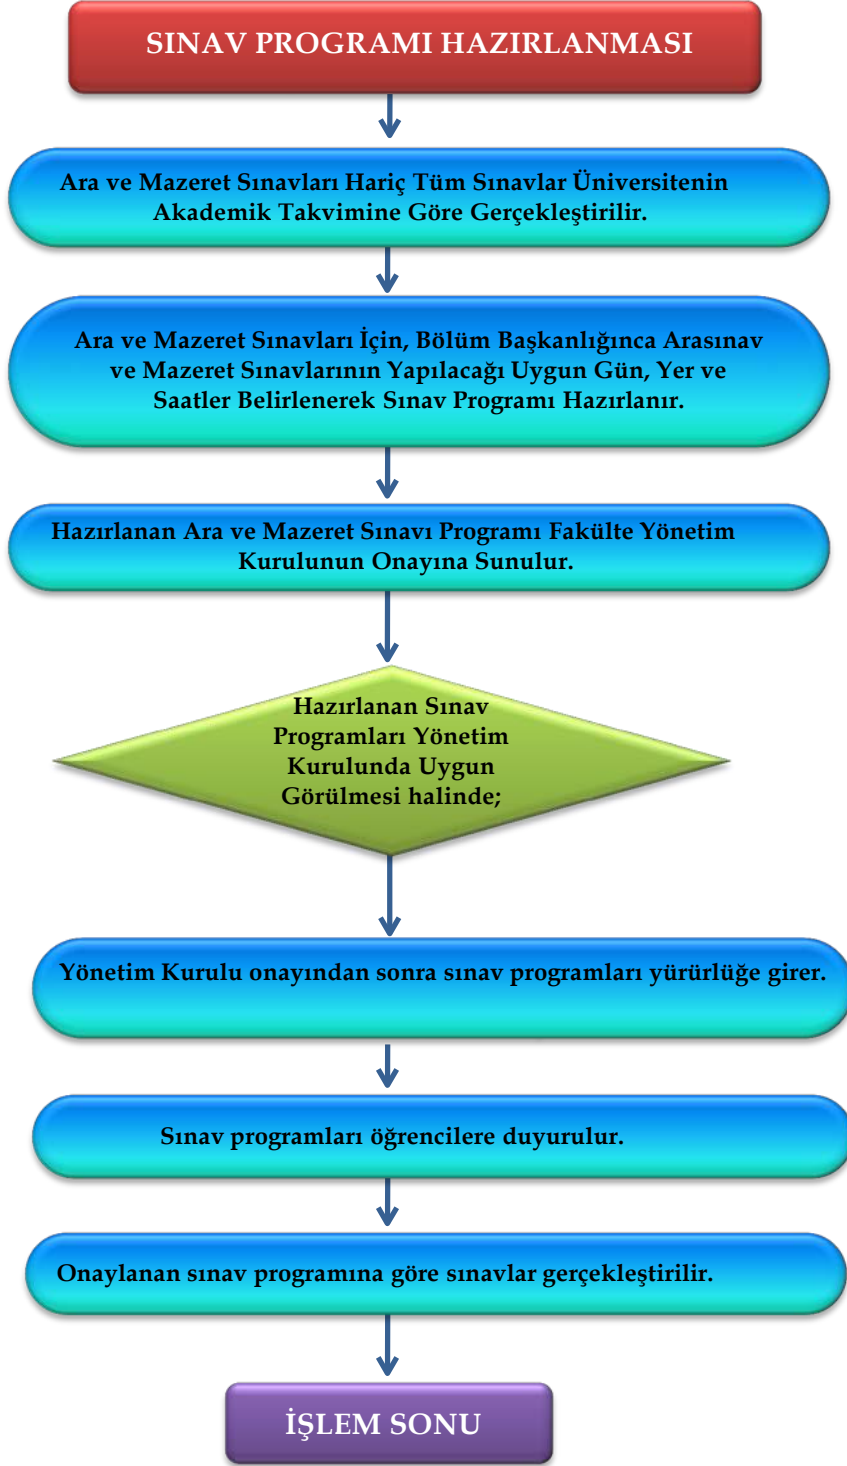 SINAV PROGRAMI HAZIRLANMASI
Ara ve Mazeret Sınavları Hariç Tüm Sınavlar Üniversitenin
Akademik Takvimine Göre Gerçekleştirilir.
Ara ve Mazeret Sınavları İçin, Bölüm Başkanlığınca Arasınav
ve Mazeret Sınavlarının Yapılacağı Uygun Gün, Yer ve
Saatler Belirlenerek Sınav Programı Hazırlanır.
Hazırlanan Ara ve Mazeret Sınavı Programı Fakülte Yönetim
Kurulunun Onayına Sunulur.
Hazırlanan Sınav
Programları Yönetim
Kurulunda Uygun
Görülmesi halinde;
Yönetim Kurulu onayından sonra sınav programları yürürlüğe girer.
Sınav programları öğrencilere duyurulur.
Onaylanan sınav programına göre sınavlar gerçekleştirilir.
İŞLEM SONU